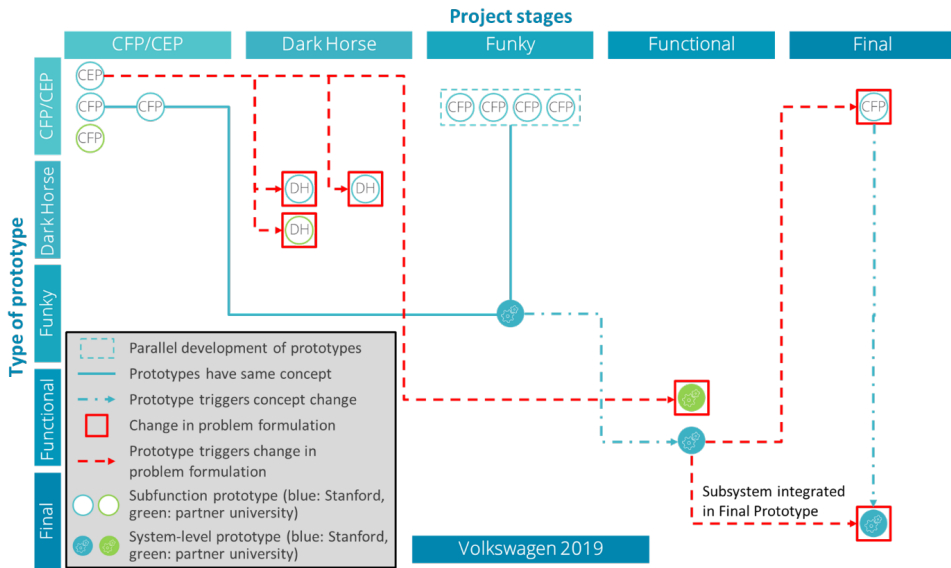 Project stages
CFP/CEP
Dark Horse
Funky
Functional
Final
Type of prototype
CFP/CEP
Dark Horse
Funky
Functional
Final
CEP
CFP
CFP
CFP
CFP
CFP
CFP
CFP
CFP
DH
DH
DH
Subsystem integrated
in Final Prototype
Parallel development of prototypes
Prototypes have same concept
Prototype triggers concept change
Change in problem formulation
Prototype triggers change in
problem formulation
Subfunction prototype (blue: Stanford,
green: partner university)
System-level prototype (blue: Stanford,
green: partner university)
Volkswagen 2019